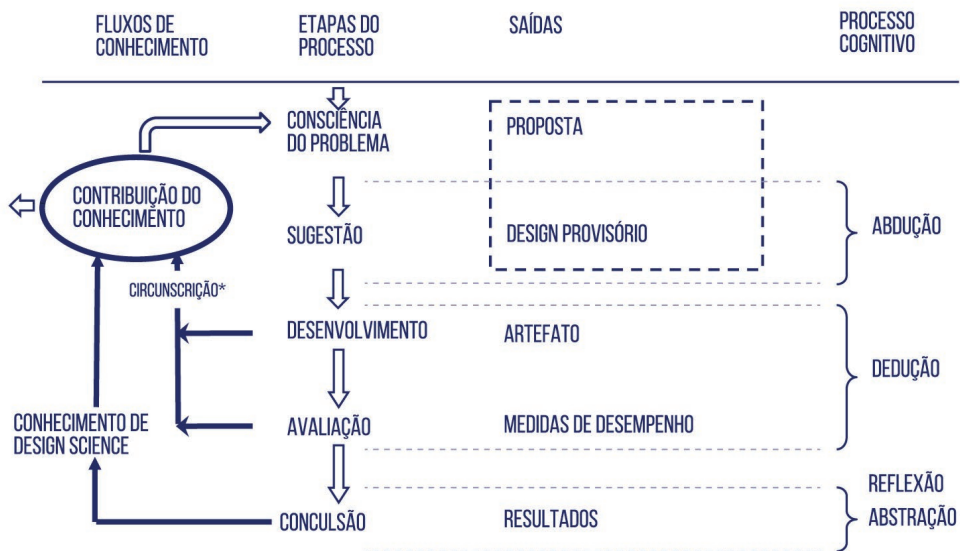 FLUXOS DE
CONHECIMENTO
ETAPAS DO
PROCESSO
SAÍDAS
PROCESSO
COGNITIVO
CONSCIÊNCIA
DO PROBLEMA
PROPOSTA
CONTRIBUIÇÃO DO
CONHECIMENTO
SUGESTÃO
DESIGN PROVISÓRIO
ABDUÇÃO
CIRCUNSCRIÇÃO*
DESENVOLVIMENTO
ARTEFATO
DEDUÇÃO
CONHECIMENTO DE
DESIGN SCIENCE
AVALIAÇÃO
MEDIDAS DE DESEMPENHO
REFLEXÃO
ABSTRAÇÃO
CONCULSÃO
RESULTADOS